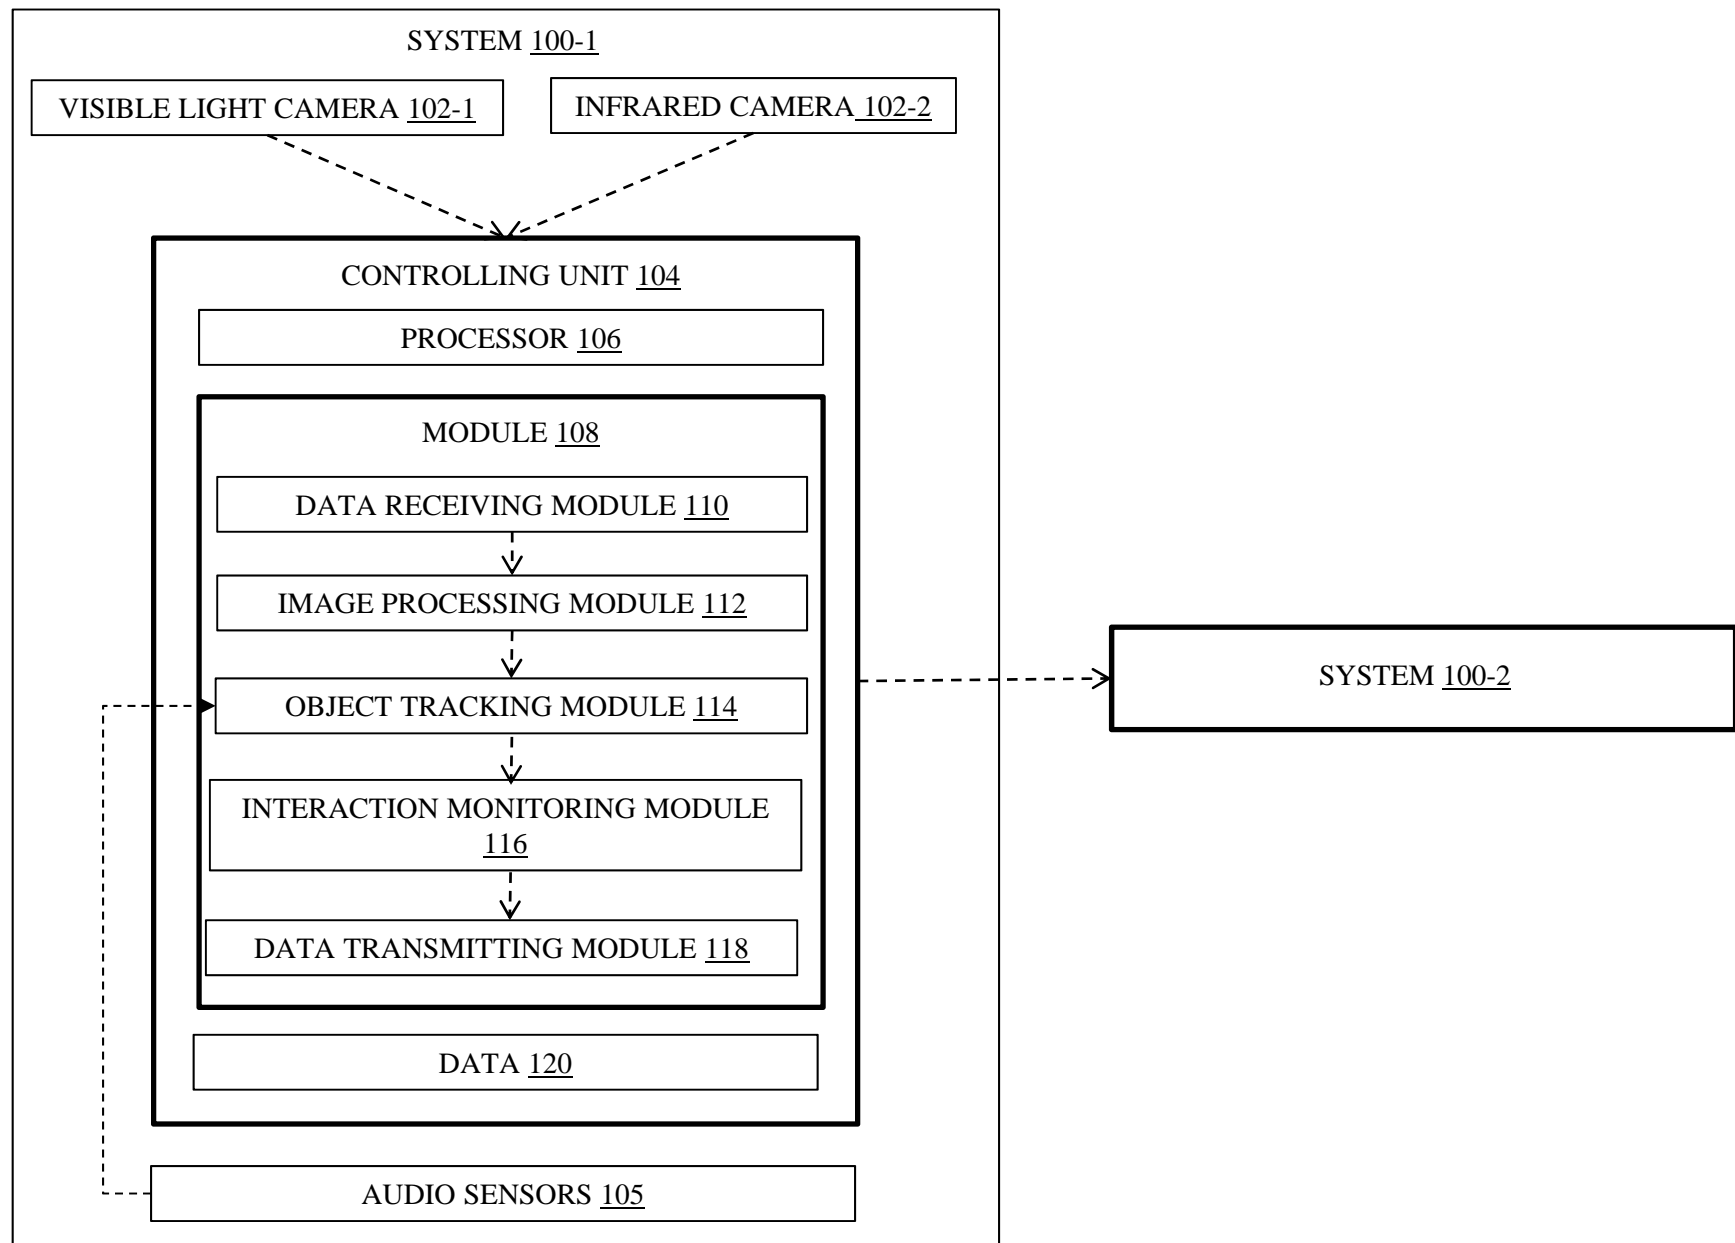 SYSTEM 100-1
VISIBLE LIGHT CAMERA 102-1
INFRARED CAMERA 102-2
CONTROLLING UNIT 104
PROCESSOR 106
MODULE 108
DATA RECEIVING MODULE 110
IMAGE PROCESSING MODULE 112
OBJECT TRACKING MODULE 114
INTERACTION MONITORING MODULE
116
DATA TRANSMITTING MODULE 118
DATA 120
AUDIO SENSORS 105
SYSTEM 100-2